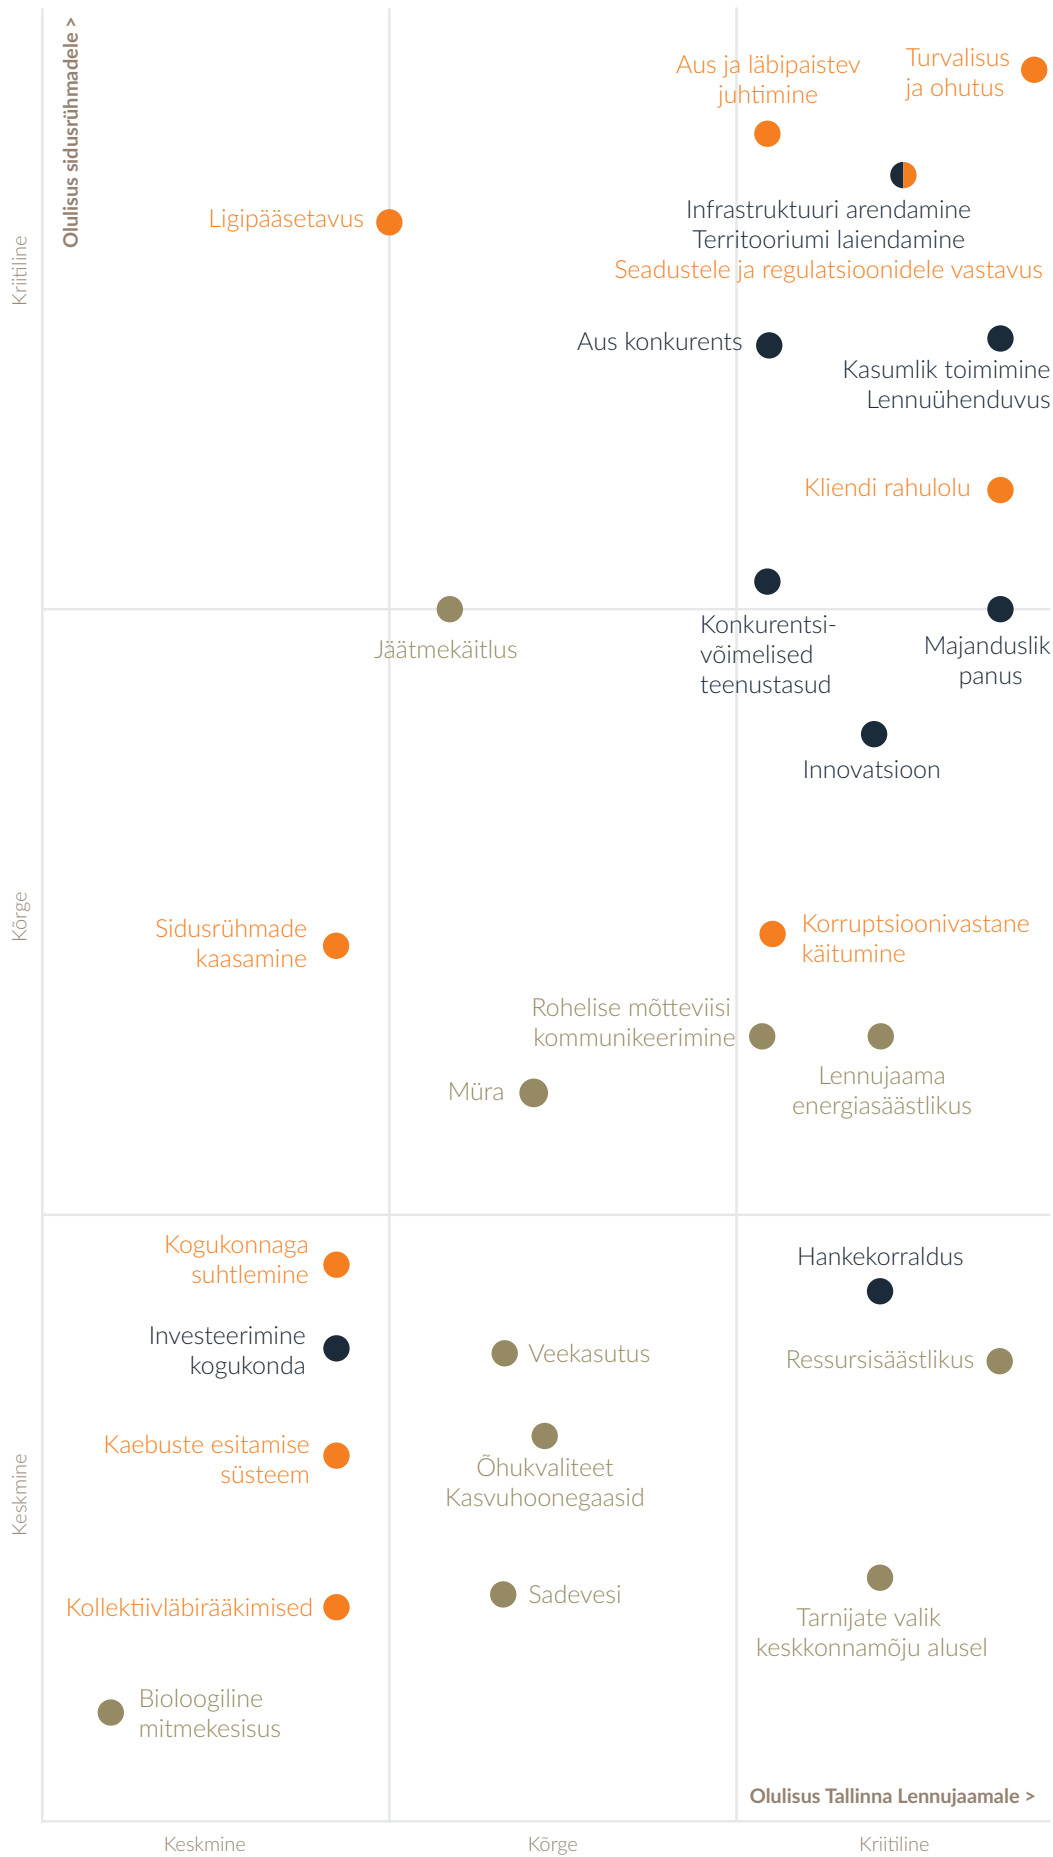 Olulisus sidusrühmadele >
Aus ja läbipaistev
juhtimine
Turvalisus
ja ohutus
Ligipääsetavus
Infrastruktuuri arendamine
Territooriumi laiendamine
Seadustele ja regulatsioonidele vastavus
Kriitiline
Aus konkurents
Kasumlik toimimine
Lennuühenduvus
Kliendi rahulolu
Jäätmekäitlus
Konkurentsi-
võimelised
teenustasud
Majanduslik
panus
Innovatsioon
Kõrge
Sidusrühmade
kaasamine
Korruptsioonivastane
käitumine
Rohelise mõtteviisi
kommunikeerimine
Müra
Lennujaama
energiasäästlikus
Kogukonnaga
suhtlemine
Hankekorraldus
Investeerimine
kogukonda
Veekasutus
Ressursisäästlikus
Kaebuste esitamise
süsteem
Õhukvaliteet
Kasvuhoonegaasid
Keskmine
Kollektiivläbirääkimised
Sadevesi
Tarnijate valik
keskkonnamõju alusel
Bioloogiline
mitmekesisus
Olulisus Tallinna Lennujaamale >
Keskmine
Kõrge
Kriitiline